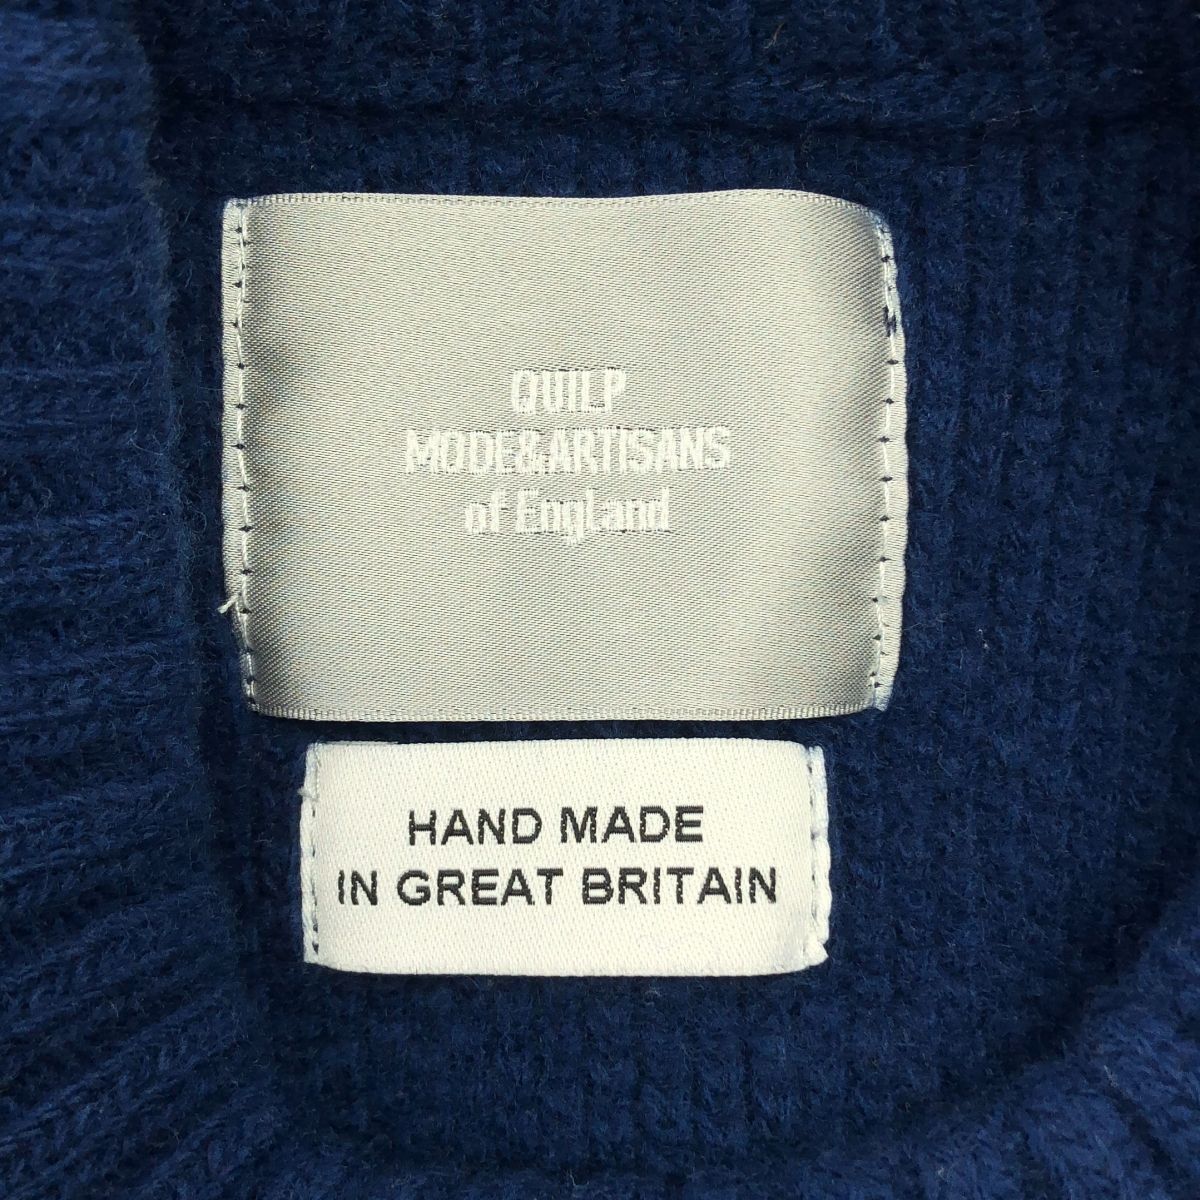 QUILP
MODE&ARTISANS
of England
HAND MADE
IN GREAT BRITAIN